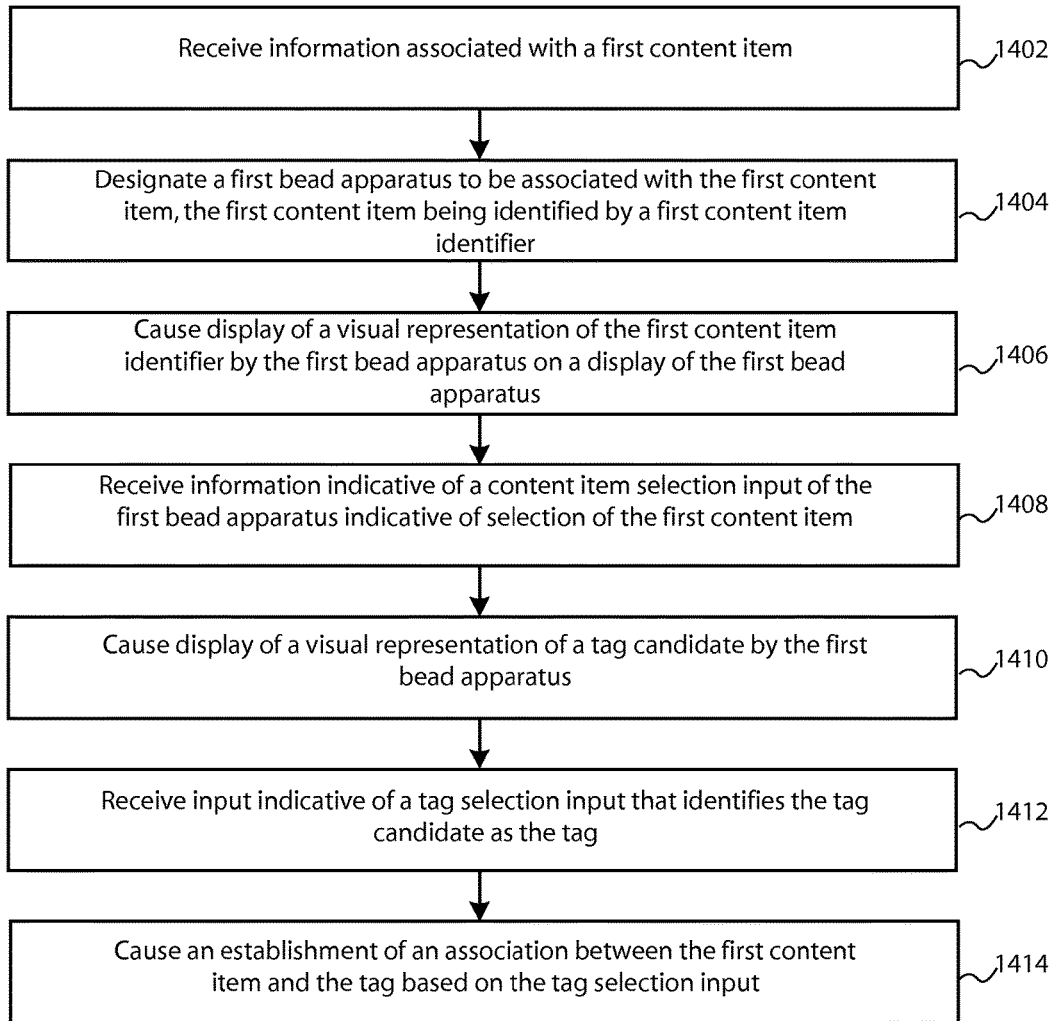 Receive information associated with a first content item
1402
Designate a first bead apparatus to be associated with the first content
item, the first content item being identified by a first content item
identifier
1404
Cause display of a visual representation of the first content item
identifier by the first bead apparatus on a display of the first bead
apparatus
1406
Receive information indicative of a content item selection input of the
first bead apparatus indicative of selection of the first content item
1408
Cause display of a visual representation of a tag candidate by the first
bead apparatus
1410
Receive input indicative of a tag selection input that identifies the tag
candidate as the tag
1412
Cause an establishment of an association between the first content
item and the tag based on the tag selection input
1414